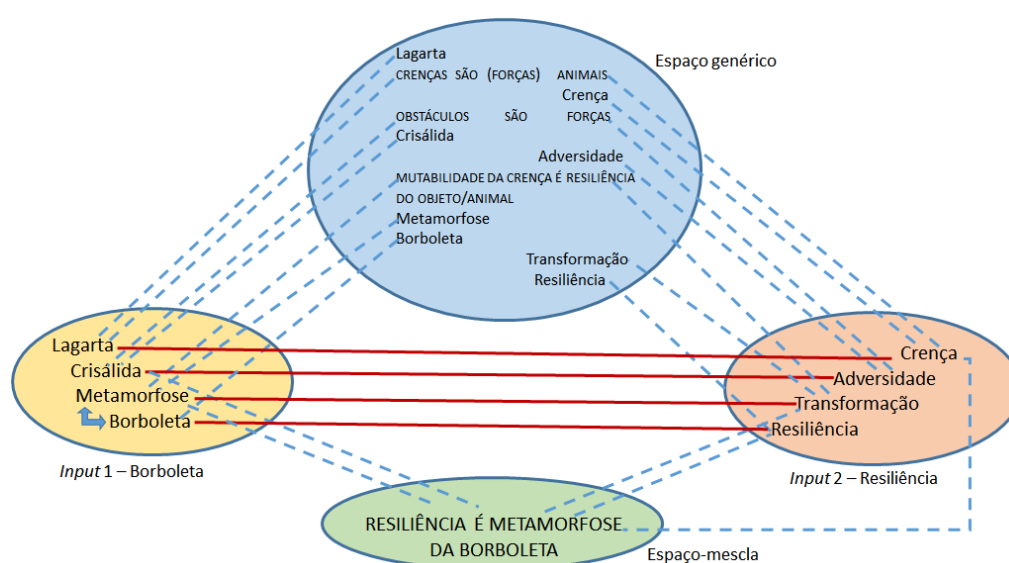 Lagarta
CRENÇAS SÃO (FORÇAS) ANIMAIS
Crença
OBSTÁCULOS SÃO FORÇAS
Crisálida
Adversidade
MUTABILIDADE DA CRENÇA É RESILIÊNCIA
DO OBJETO/ANIMAL
Metamorfose
Borboleta
Transformação
Resiliência
Espaço genérico
Lagarta
Crisálida
Metamorfose
Borboleta
Input 1 – Borboleta
Crença
Adversidade
Transformação
Resiliência
Input 2 – Resiliência
RESILIÊNCIA É METAMORFOSE
DA BORBOLETA
Espaço-mescla